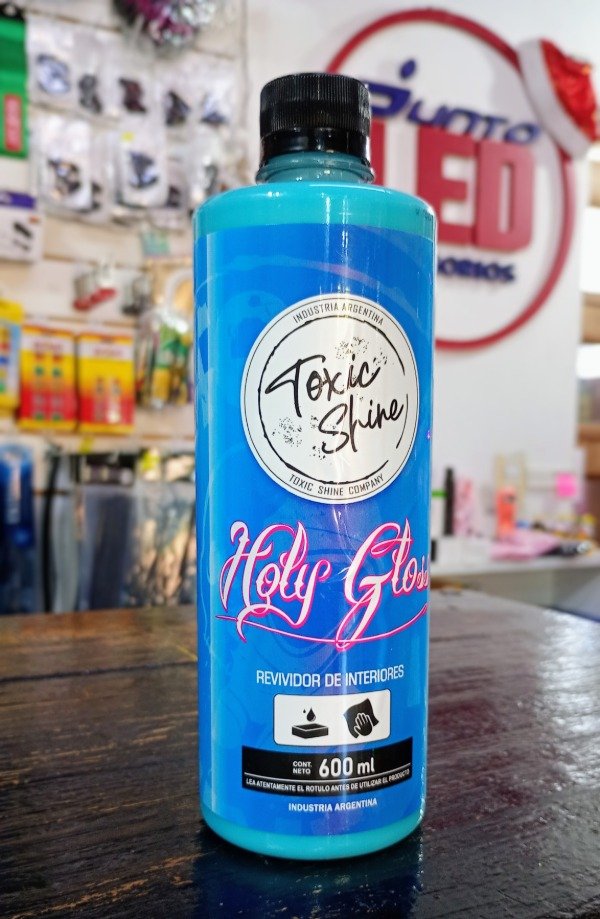 Punto
LED
INDUSTRIA ARGENTINA
Toxic
Shine
TOXIC SHINE COMPANY
Holy Gloss
REVIVIDOR DE INTERIORES
CONT.
NETO 600 ml
LEA ATENTAMENTE EL ROTULO ANTES DE UTILIZAR EL PRODUCTO
INDUSTRIA ARGENTINA